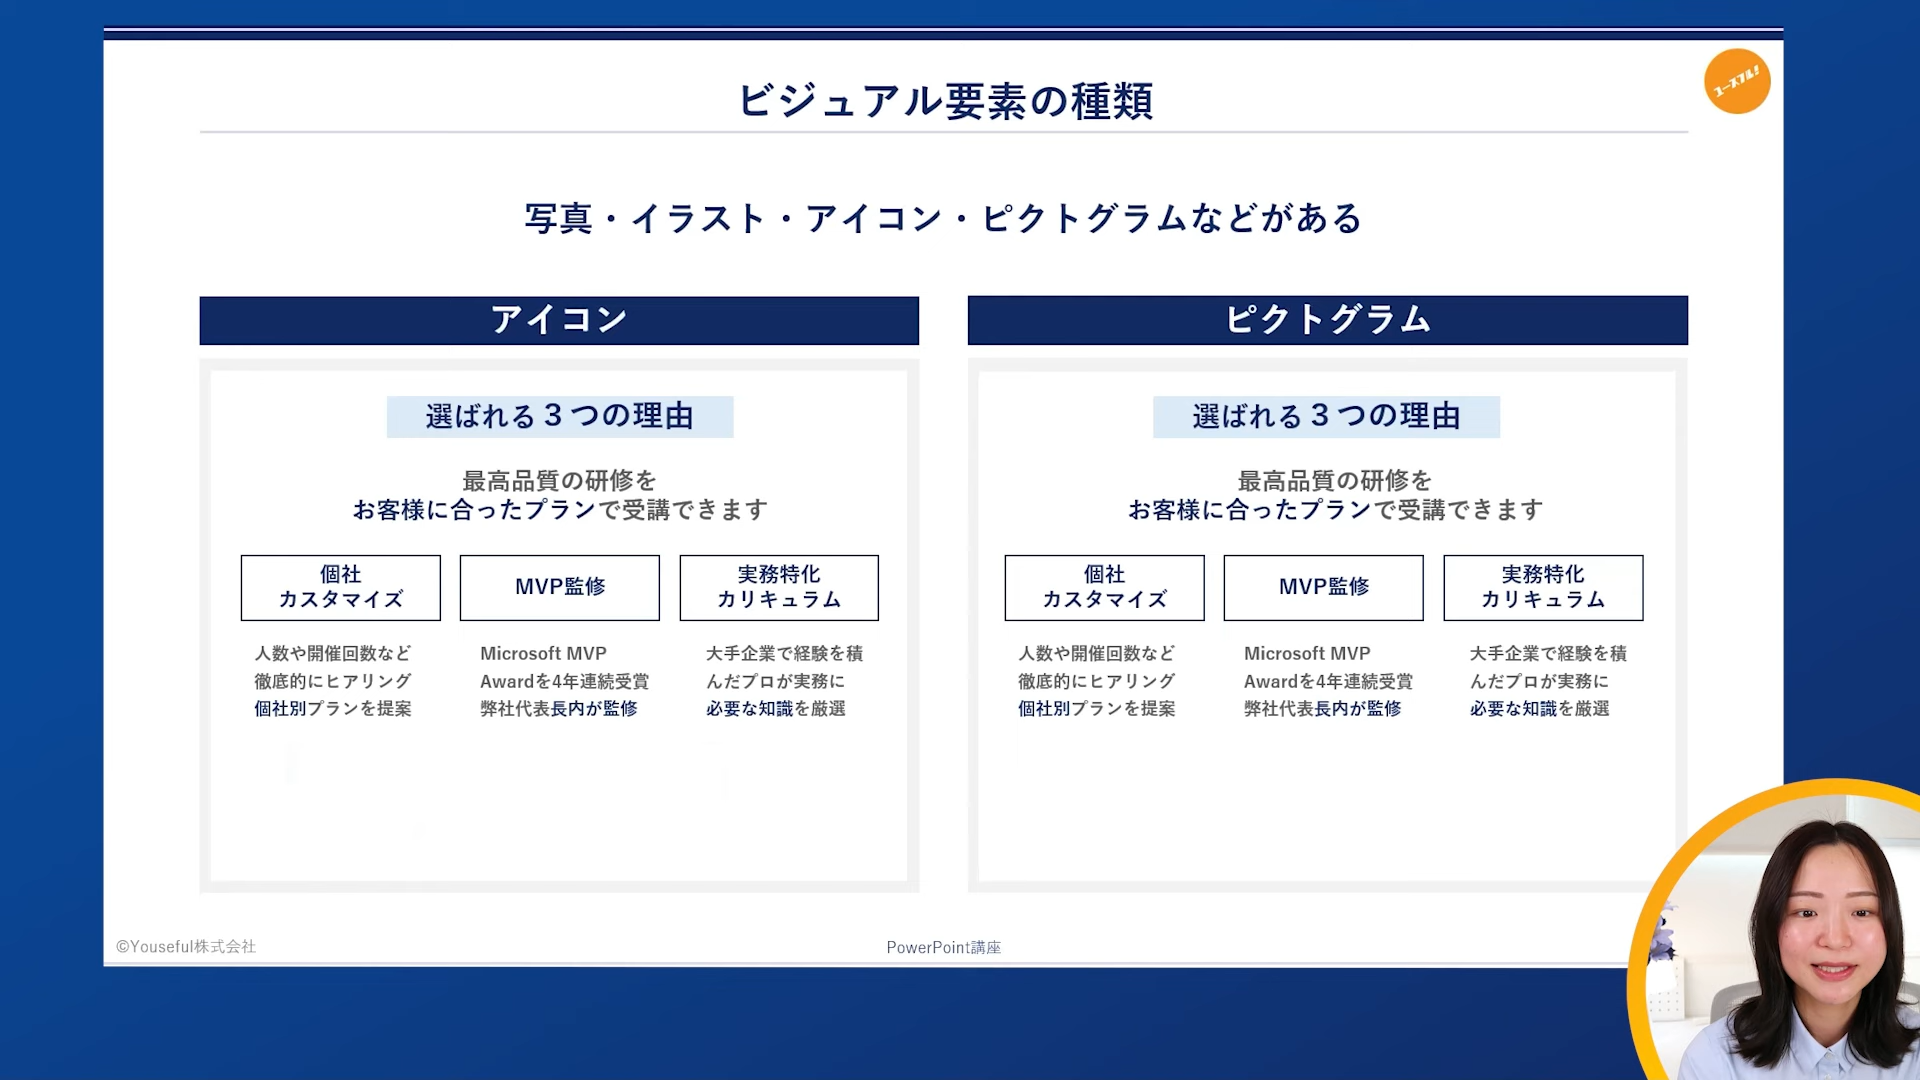 ユースフル!
ビジュアル要素の種類
写真・イラスト・アイコン・ピクトグラムなどがある
アイコン
選ばれる3つの理由
最高品質の研修を
お客様に合ったプランで受講できます
個社
カスタマイズ
人数や開催回数など
徹底的にヒアリング
個社別プランを提案
MVP監修
Microsoft MVP
Awardを4年連続受賞
弊社代表長内が監修
実務特化
カリキュラム
大手企業で経験を積
んだプロが実務に
必要な知識を厳選
ピクトグラム
選ばれる3つの理由
最高品質の研修を
お客様に合ったプランで受講できます
個社
カスタマイズ
人数や開催回数など
徹底的にヒアリング
個社別プランを提案
MVP監修
Microsoft MVP
Awardを4年連続受賞
弊社代表長内が監修
実務特化
カリキュラム
大手企業で経験を積
んだプロが実務に
必要な知識を厳選
©Youseful株式会社
PowerPoint講座